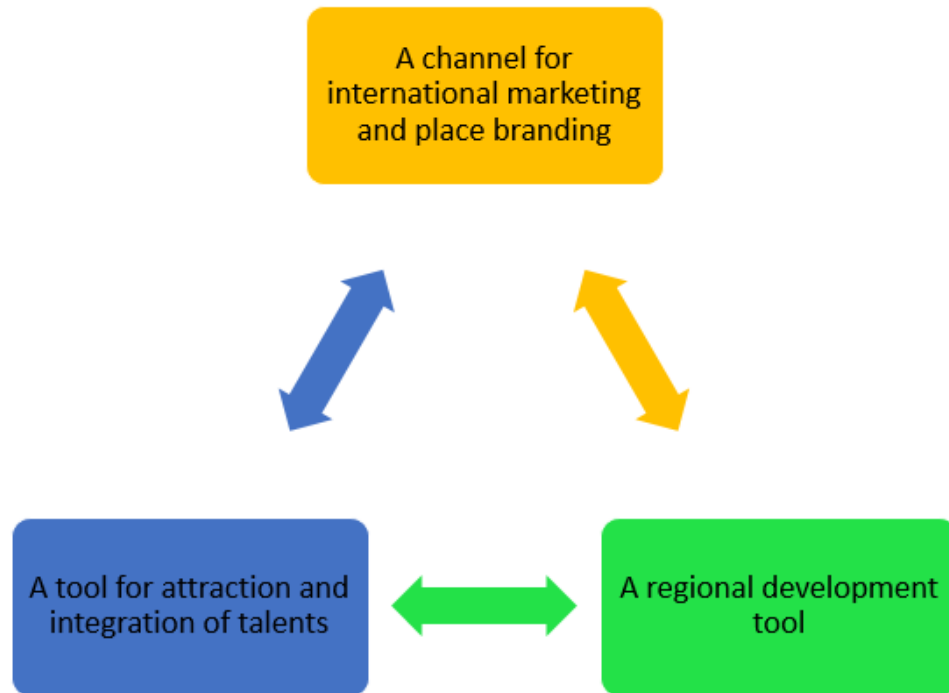 A channel for
international marketing
and place branding
A tool for attraction and
integration of talents
A regional development
tool